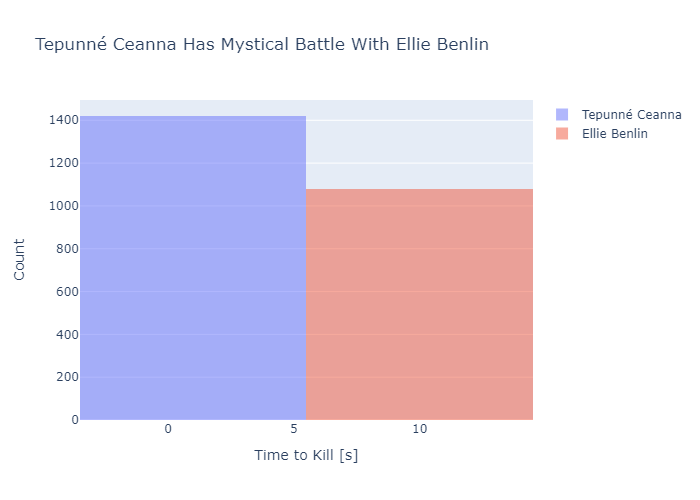 Tepunné Ceanna Has Mystical Battle With Ellie Benlin
Tepunné Ceanna
Ellie Benlin
1400
1200
1000
800
600
400
200
0
Count
0 5 10
Time to Kill [s]